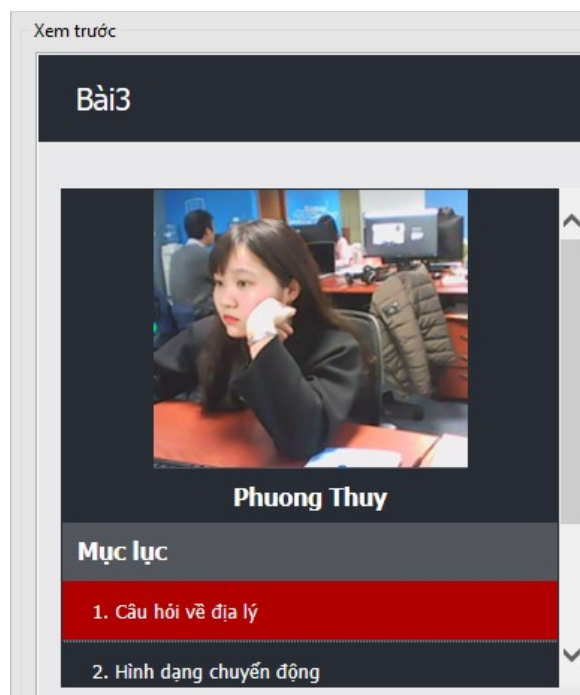 Xem trước
Bài3
Phuong Thuy
Mục lục
1. Câu hỏi về địa lý
2. Hình dạng chuyển động